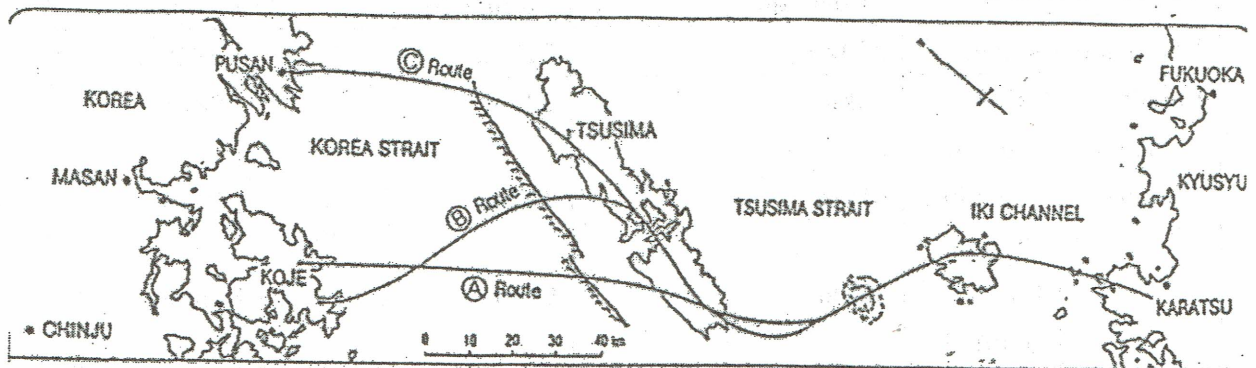 PUSAN
KOREA
MASAN
KOJE
CHINJU
KOREA STRAIT
Ⓒ Route
Ⓑ Route
Ⓐ Route
TSUSIMA
TSUSIMA STRAIT
IKI CHANNEL
FUKUOKA
KYUSYU
KARATSU
0 10 20 30 40 km